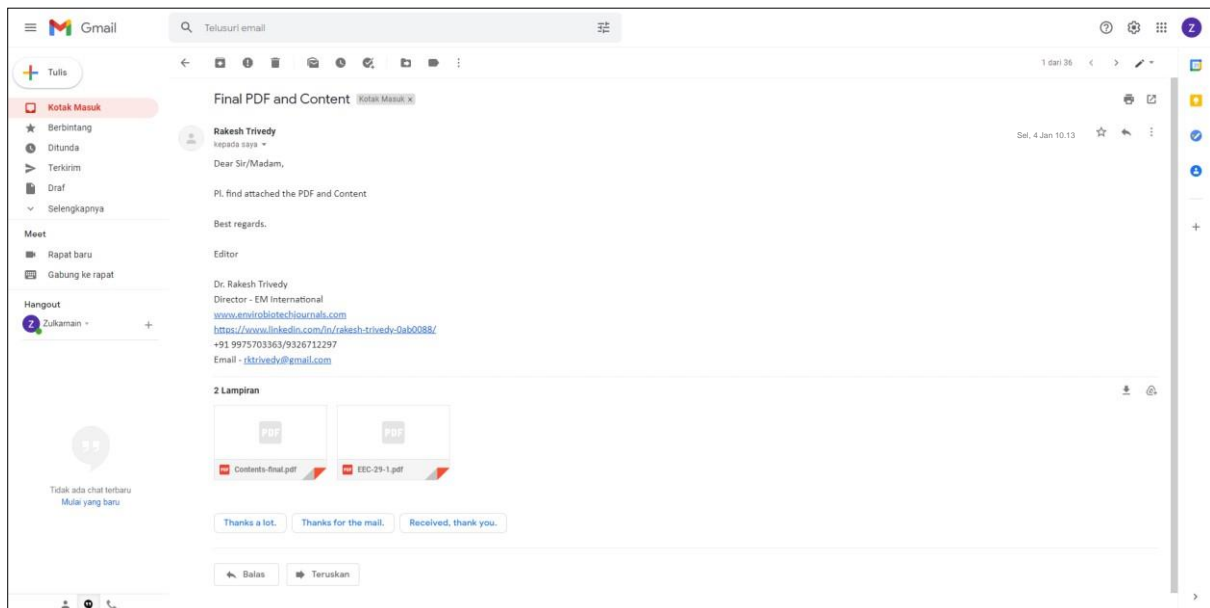 Gmail
Telusuri email
Z
Tulis
1 dari 36
Kotak Masuk
Berbintang
Ditunda
Terkirim
Draf
Selengkapnya
Meet
Rapat baru
Gabung ke rapat
Hangout
Z Zulkarnain
Final PDF and Content Kotak Masuk x
Rakesh Trivedy
kepada saya
Sel, 4 Jan 10.13
Dear Sir/Madam,
Pl. find attached the PDF and Content
Best regards.
Editor
Dr. Rakesh Trivedy
Director - EM International
www.envirobiotechjournals.com
https://www.linkedin.com/in/rakesh-trivedy-0ab0088/
+91 9975703363/9326712297
Email - rktrivedy@gmail.com
2 Lampiran
PDF
PDF Contents-final.pdf
PDF
PDF EEC-29-1.pdf
Thanks a lot.
Thanks for the mail.
Received, thank you.
Balas
Teruskan
Tidak ada chat terbaru
Mulai yang baru